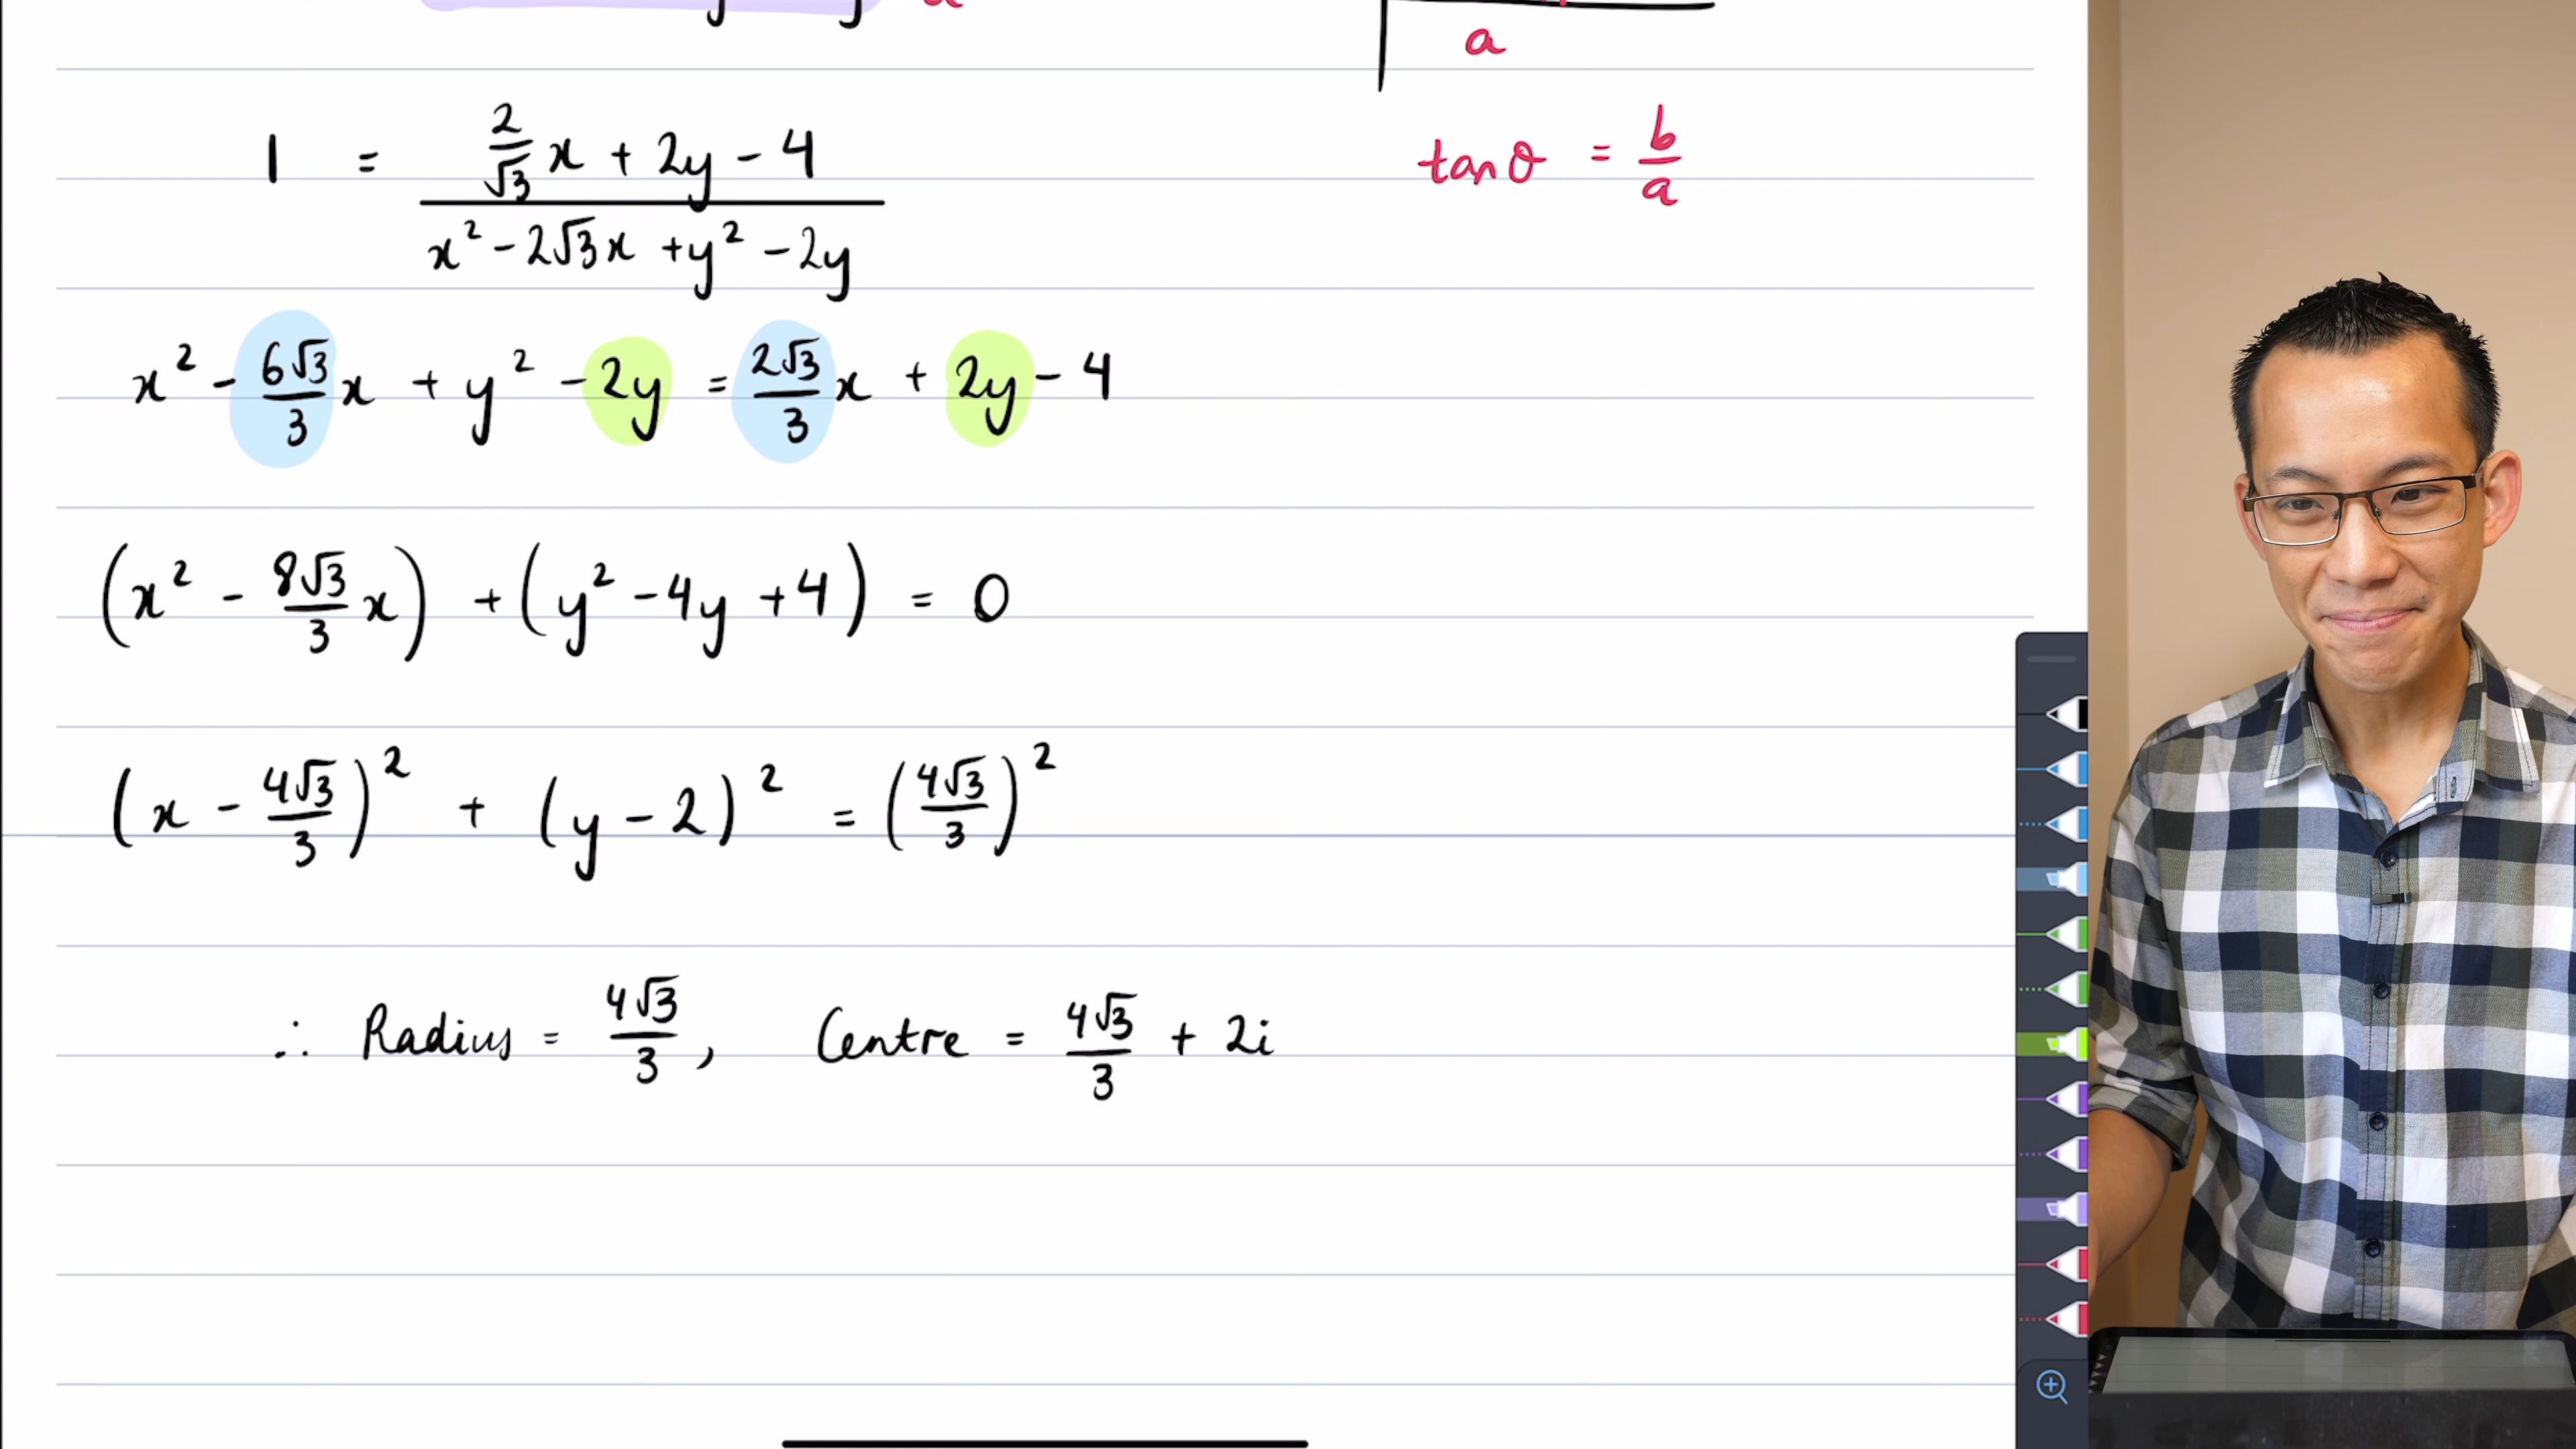 a
1 = (2/√3 x + 2y - 4)/(x² - 2√3x + y² - 2y)
tanθ = b/a
x² - 6√3/3 x + y² - 2y = 2√3/3 x + 2y - 4
(x² - 8√3/3 x) + (y² - 4y + 4) = 0
(x - 4√3/3)² + (y - 2)² = (4√3/3)²
∴ Radius = 4√3/3, Centre = 4√3/3 + 2i